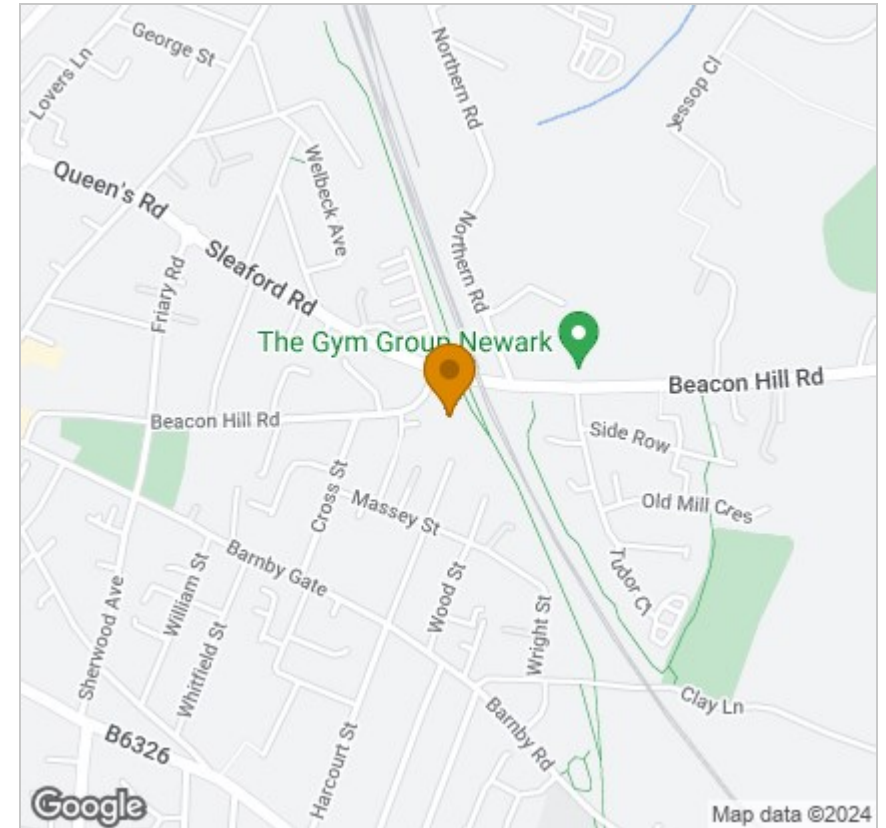 George St
Lovers Ln
Northern Rd
Jessop Cl
Queen's Rd
Welbeck Ave
Sleaford Rd
Friary Rd
Northern Rd
The Gym Group Newark
Beacon Hill Rd
Beacon Hill Rd
Side Row
Cross St
Massey St
Old Mill Cres
Barnby Gate
Tudor Ct
William St
Wood St
Wright St
Sherwood Ave
Whitfield St
Clay Ln
B6326
Harcourt St
Barnby Rd
Google
Map data ©2024